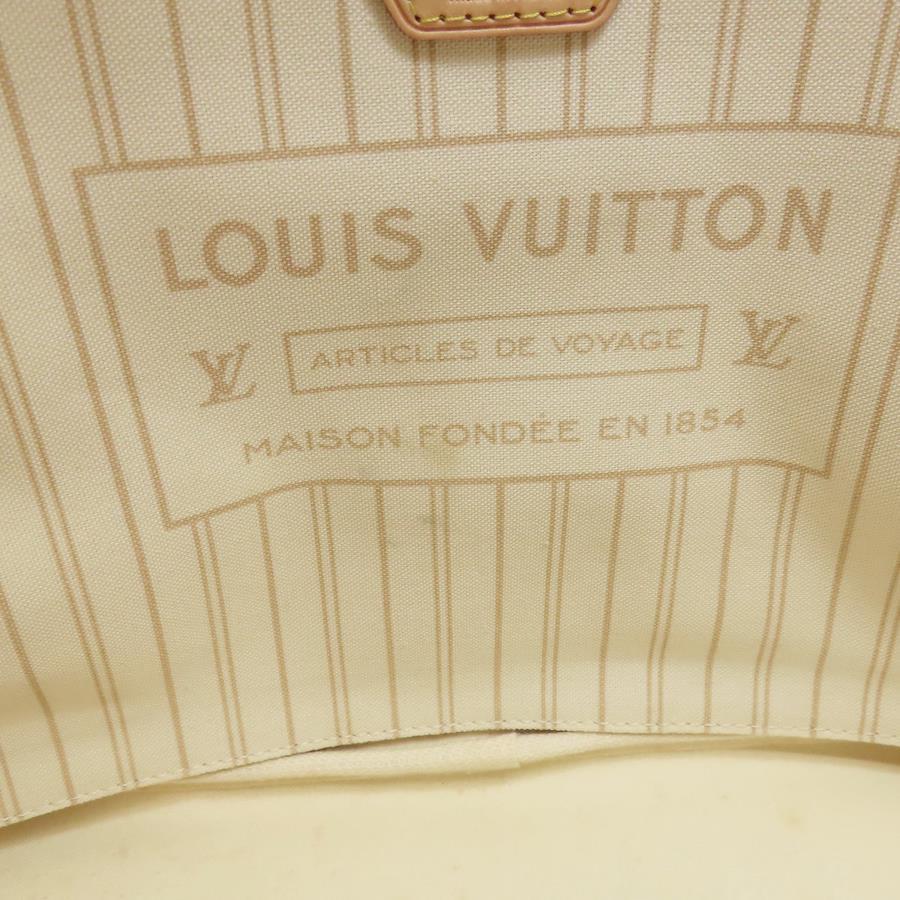 LOUIS VUITTON
LV ARTICLES DE VOYAGE LV
MAISON FONDÉE EN 1854